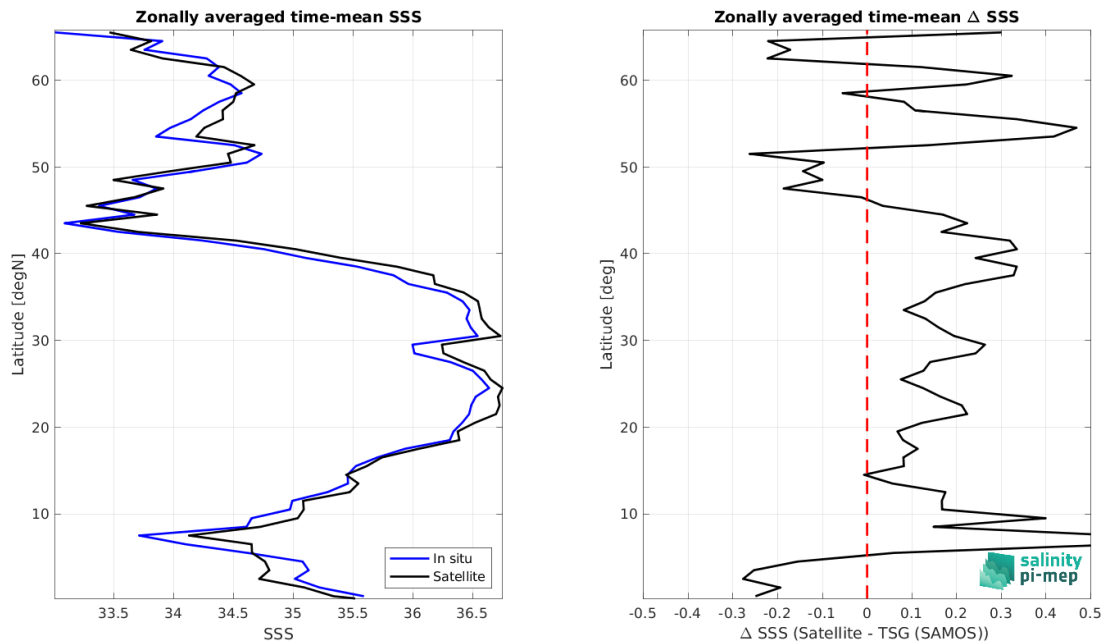 Zonally averaged time-mean SSS
60
50
40
30
20
10
Latitude [degN]
33.5 34 34.5 35 35.5 36 36.5
SSS
In situ
Satellite
Zonally averaged time-mean Δ SSS
60
50
40
30
20
10
Latitude [deg]
-0.5 -0.4 -0.3 -0.2 -0.1 0 0.1 0.2 0.3 0.4 0.5
Δ SSS (Satellite - TSG (SAMOS))
salinity
pi-mep